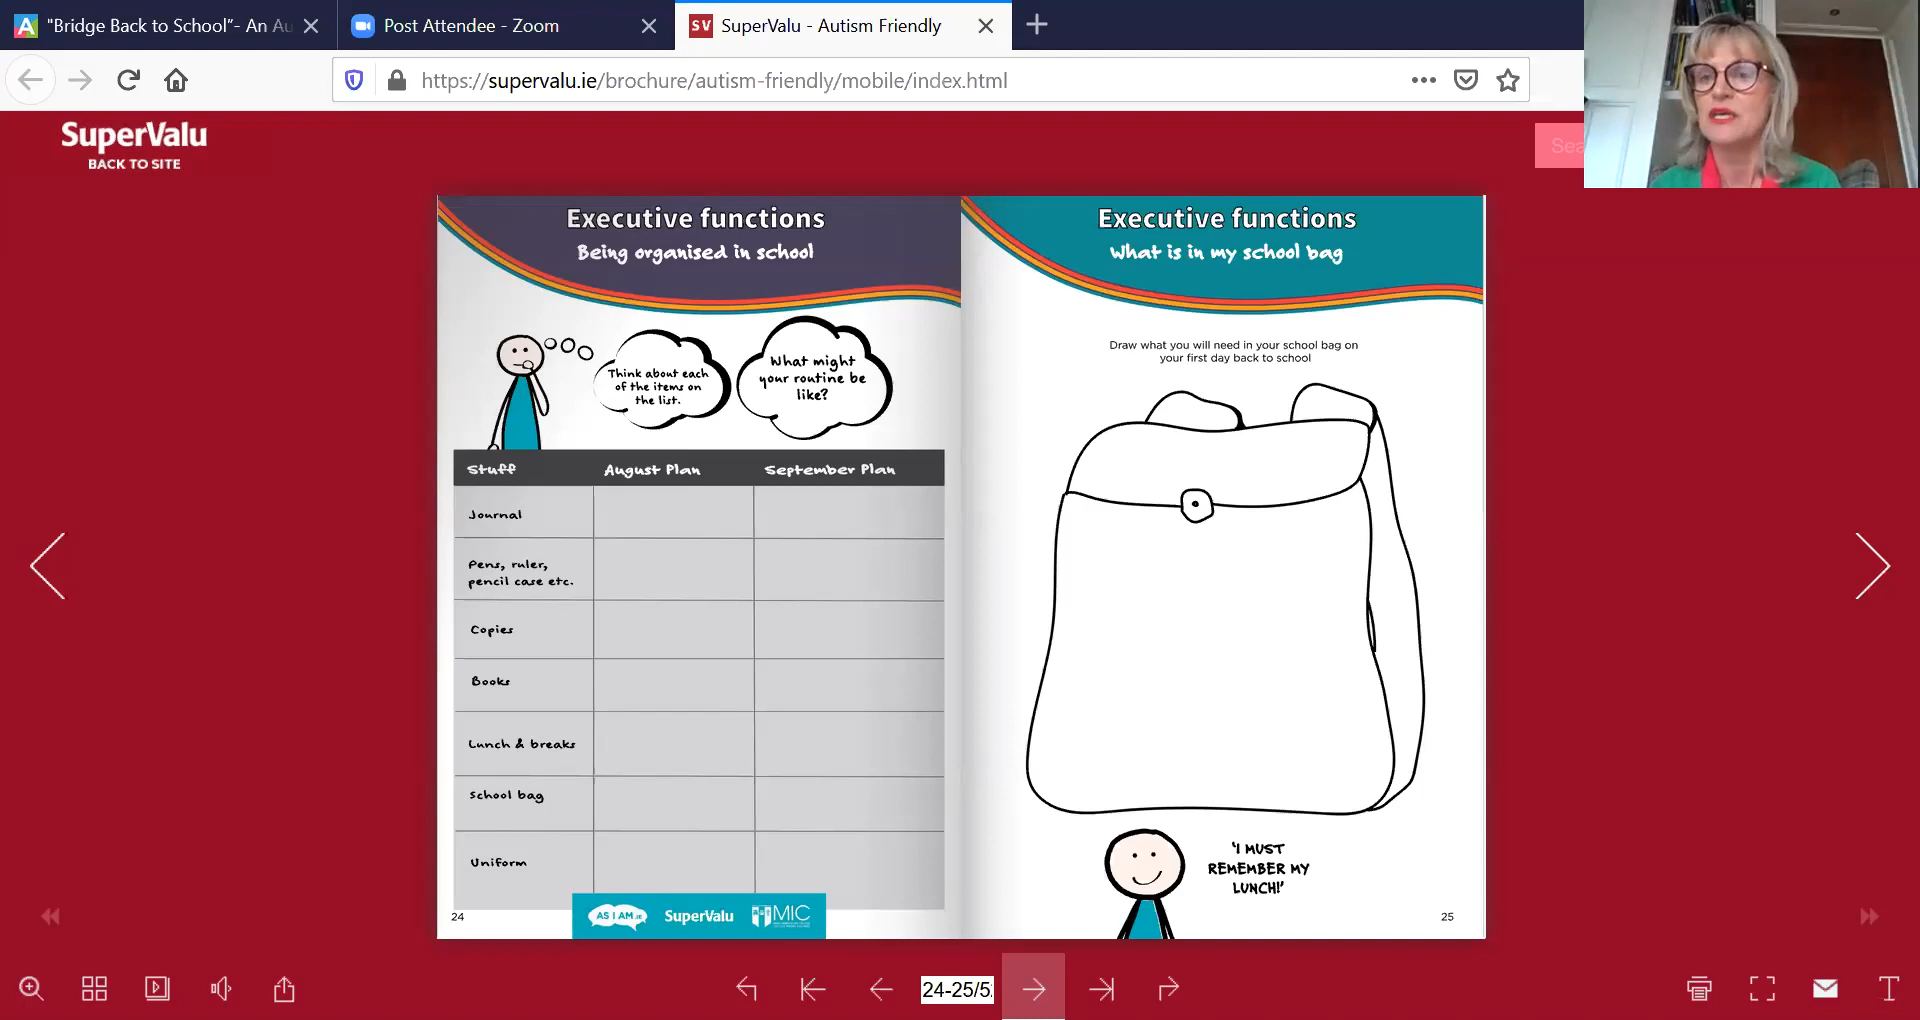 "Bridge Back to School"- An Au
Post Attendee - Zoom
SV SuperValu - Autism Friendly
https://supervalu.ie/brochure/autism-friendly/mobile/index.html
SuperValu
BACK TO SITE
Sea
Executive functions
Being organised in school
Think about each
of the items on
the list.
What might
your routine be
like?
Stuff August Plan September Plan
Journal
Pens, ruler,
pencil case etc.
Copies
Books
Lunch & breaks
School bag
Uniform
24
AS I AM.IE SuperValu MIC
Executive functions
What is in my school bag
Draw what you will need in your school bag on
your first day back to school
'I MUST
REMEMBER MY
LUNCH!'
25
24-25/5